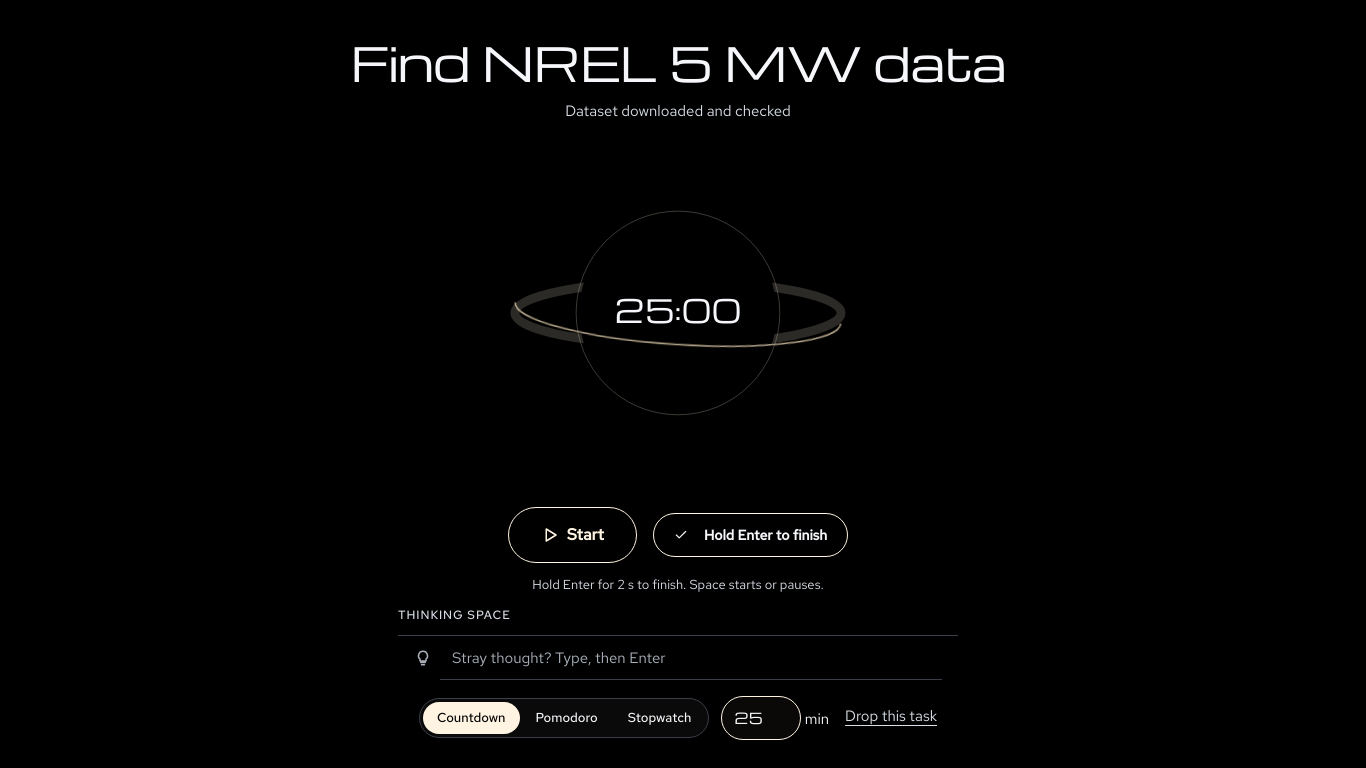 Find NREL 5 MW data
Dataset downloaded and checked
25:00
Start
Hold Enter to finish
Hold Enter for 2 s to finish. Space starts or pauses.
THINKING SPACE
Stray thought? Type, then Enter
Countdown Pomodoro Stopwatch 25 min Drop this task